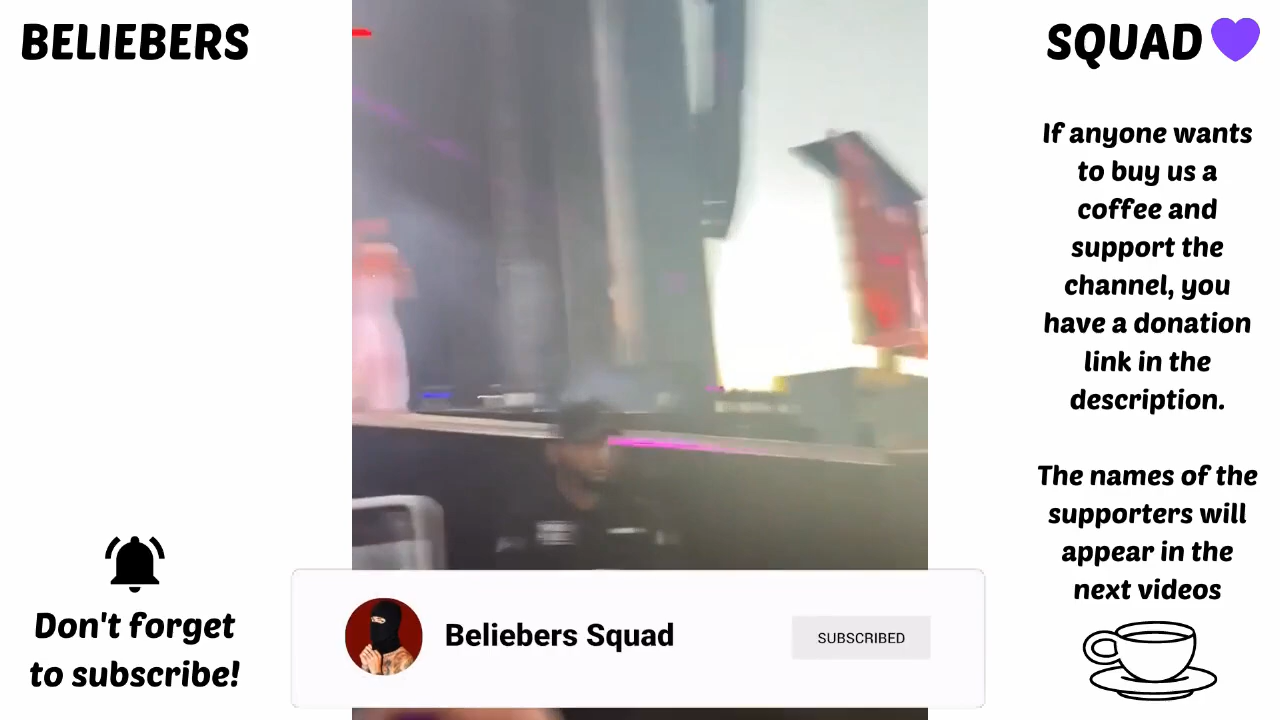 BELIEBERS
SQUAD
If anyone wants
to buy us a
coffee and
support the
channel, you
have a donation
link in the
description.
The names of the
supporters will
appear in the
next videos
Don't forget
to subscribe!
Beliebers Squad
SUBSCRIBED